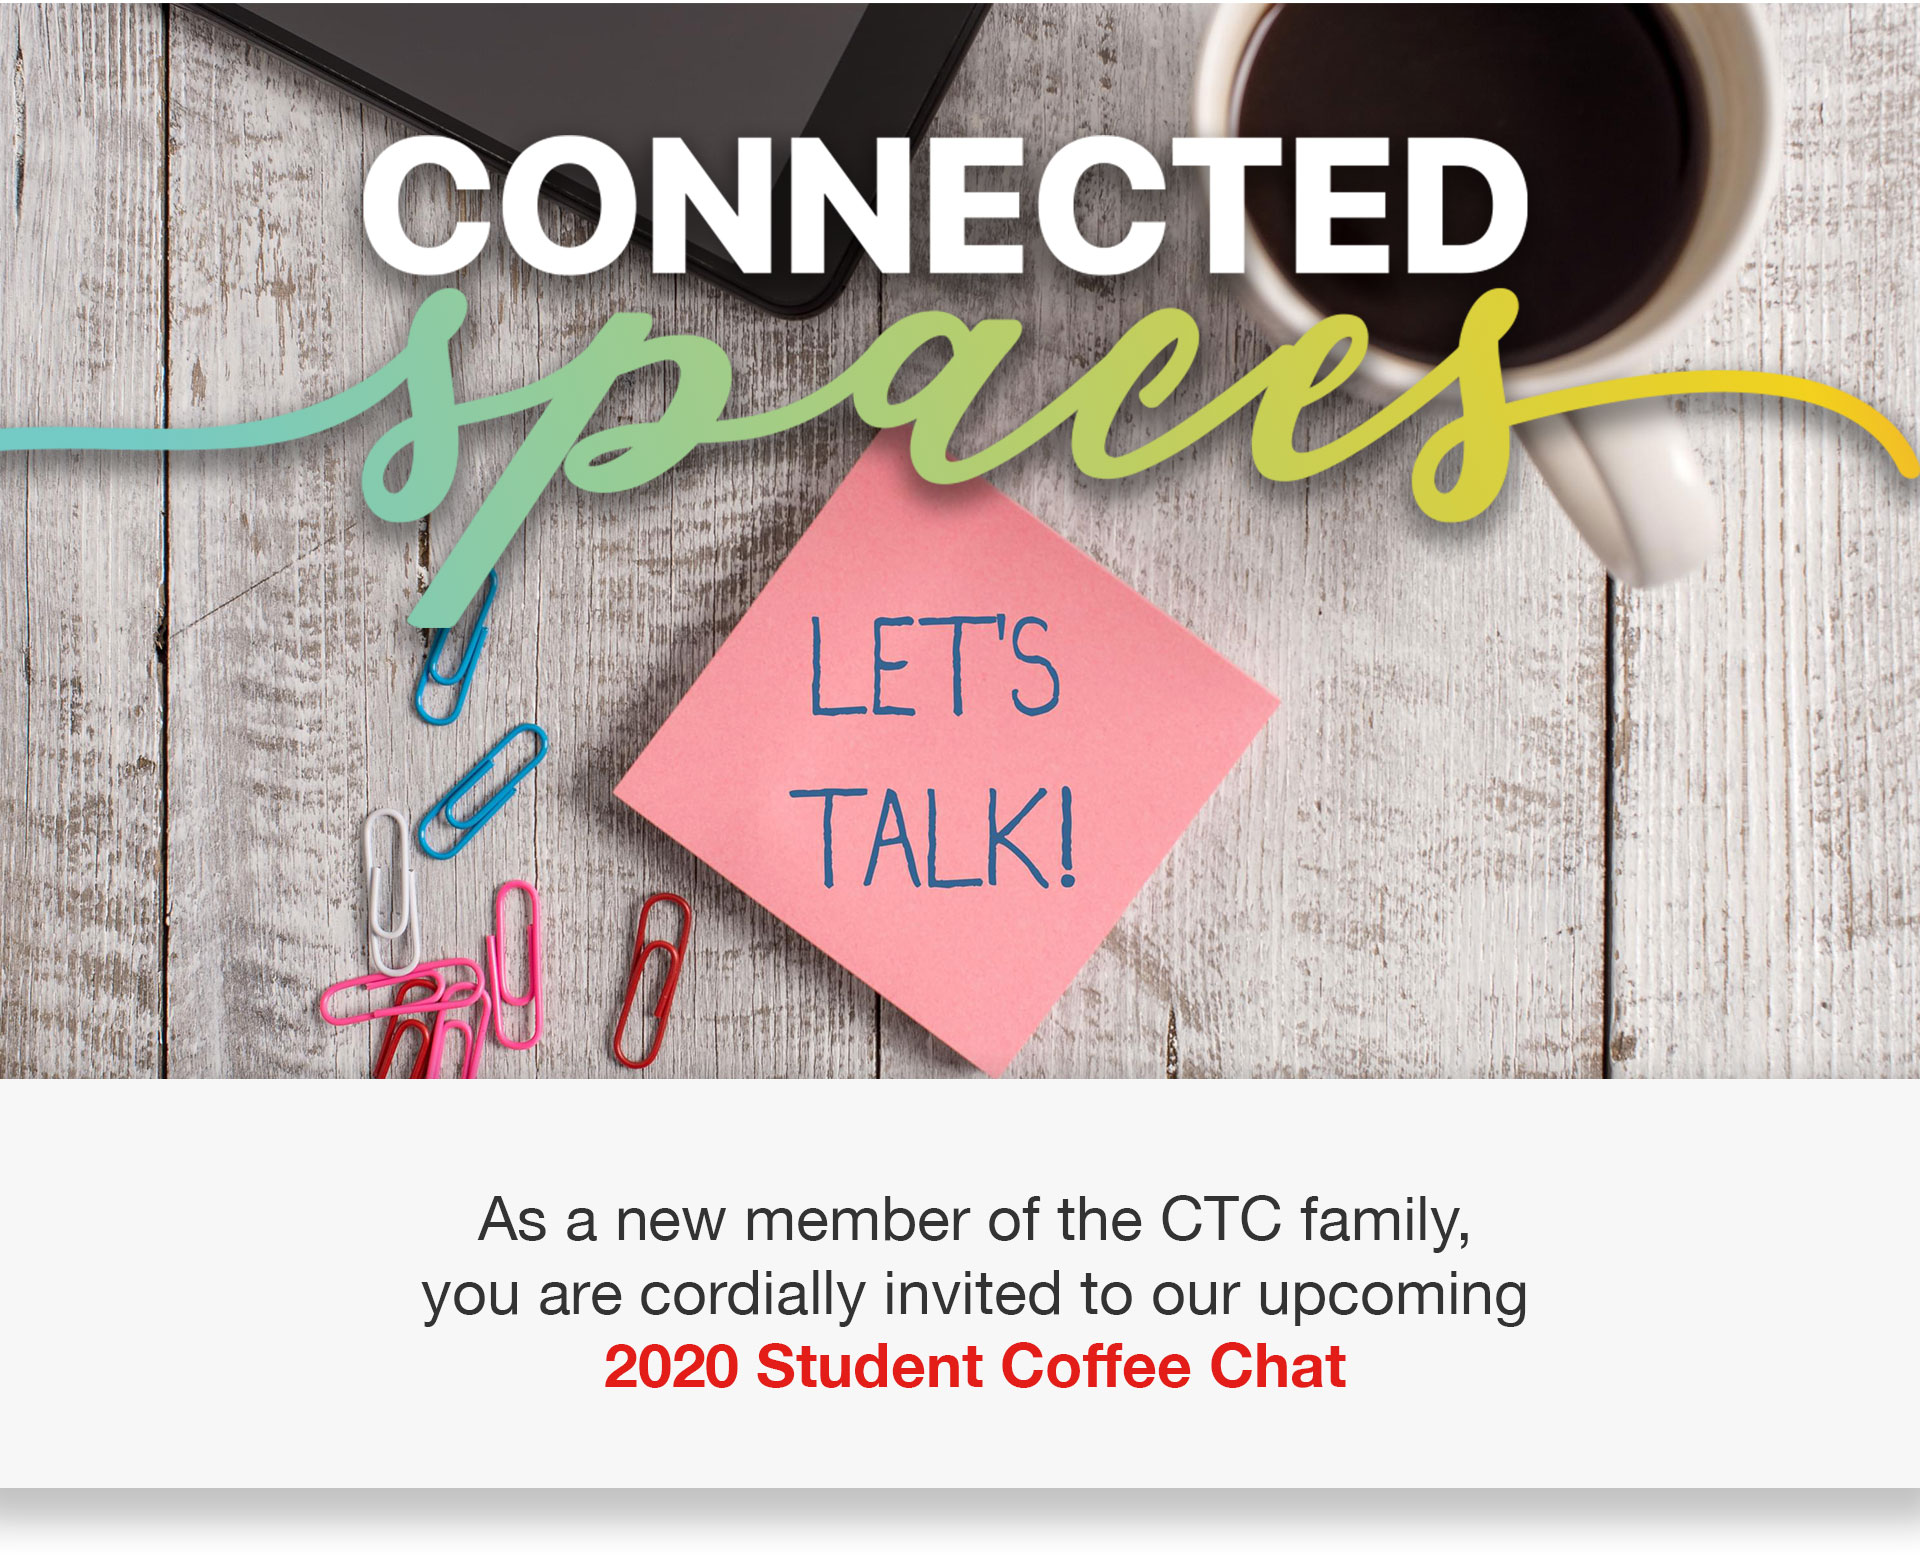 CONNECTED
spaces
LET'S
TALK!
As a new member of the CTC family,
you are cordially invited to our upcoming
2020 Student Coffee Chat